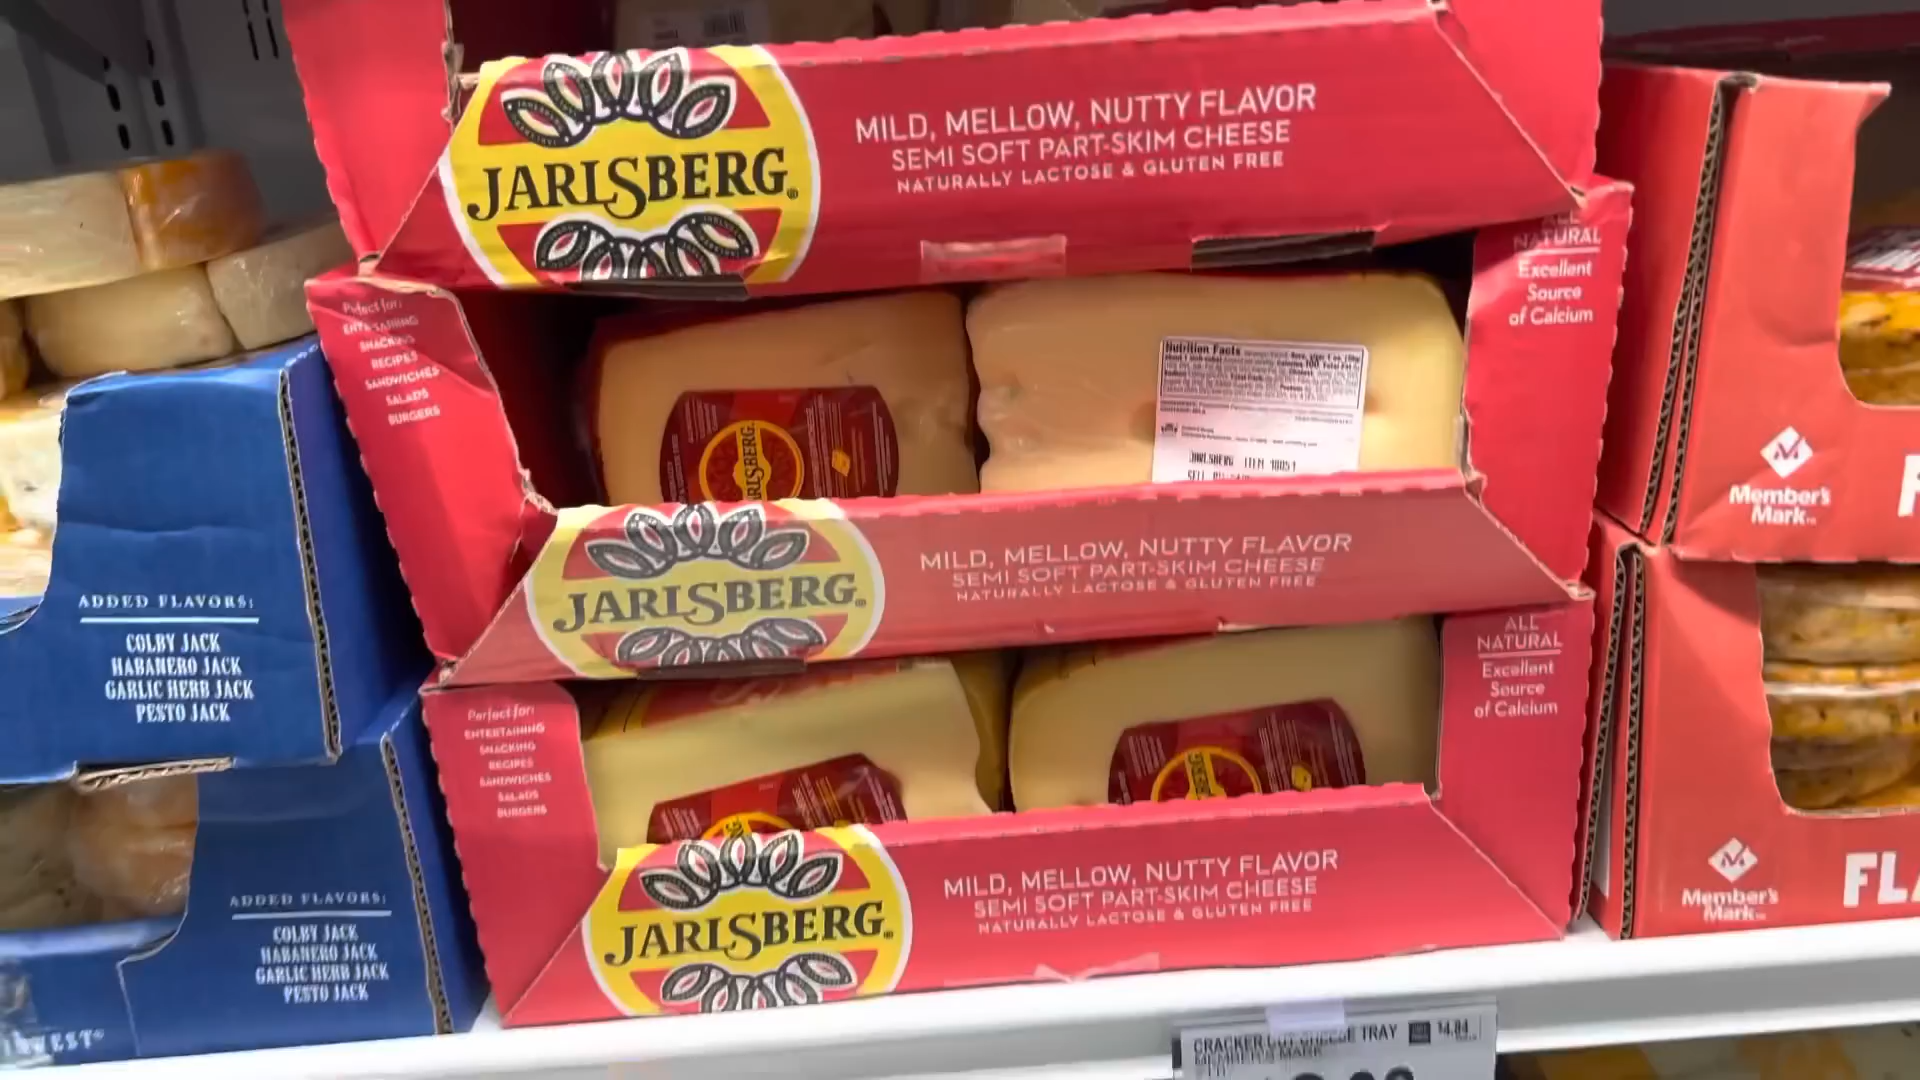 JARLSBERG®
MILD, MELLOW, NUTTY FLAVOR
SEMI SOFT PART-SKIM CHEESE
NATURALLY LACTOSE & GLUTEN FREE
Perfect for:
ENTERTAINING
SNACKING
RECIPES
SANDWICHES
SALADS
BURGERS
ALL
NATURAL
Excellent
Source
of Calcium
JARLSBERG
Nutrition Facts
JARLSBERG ITEM
JARLSBERG®
MILD, MELLOW, NUTTY FLAVOR
SEMI SOFT PART-SKIM CHEESE
NATURALLY LACTOSE & GLUTEN FREE
Perfect for:
ENTERTAINING
SNACKING
RECIPES
SANDWICHES
SALADS
BURGERS
ALL
NATURAL
Excellent
Source
of Calcium
JARLSBERG®
MILD, MELLOW, NUTTY FLAVOR
SEMI SOFT PART-SKIM CHEESE
NATURALLY LACTOSE & GLUTEN FREE
ADDED FLAVORS:
COLBY JACK
HABANERO JACK
GARLIC HERB JACK
PESTO JACK
ADDED FLAVORS:
COLBY JACK
HABANERO JACK
GARLIC HERB JACK
PESTO JACK
Member's
Mark™
F
Member's
Mark™
FL
CRACKER CUT CHEESE TRAY
MEMBER'S MARK